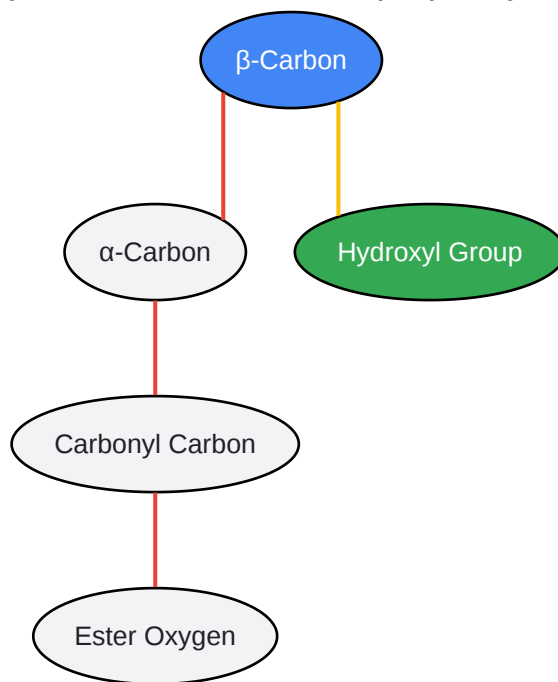 β-Carbon
α-Carbon
Hydroxyl Group
Carbonyl Carbon
Ester Oxygen